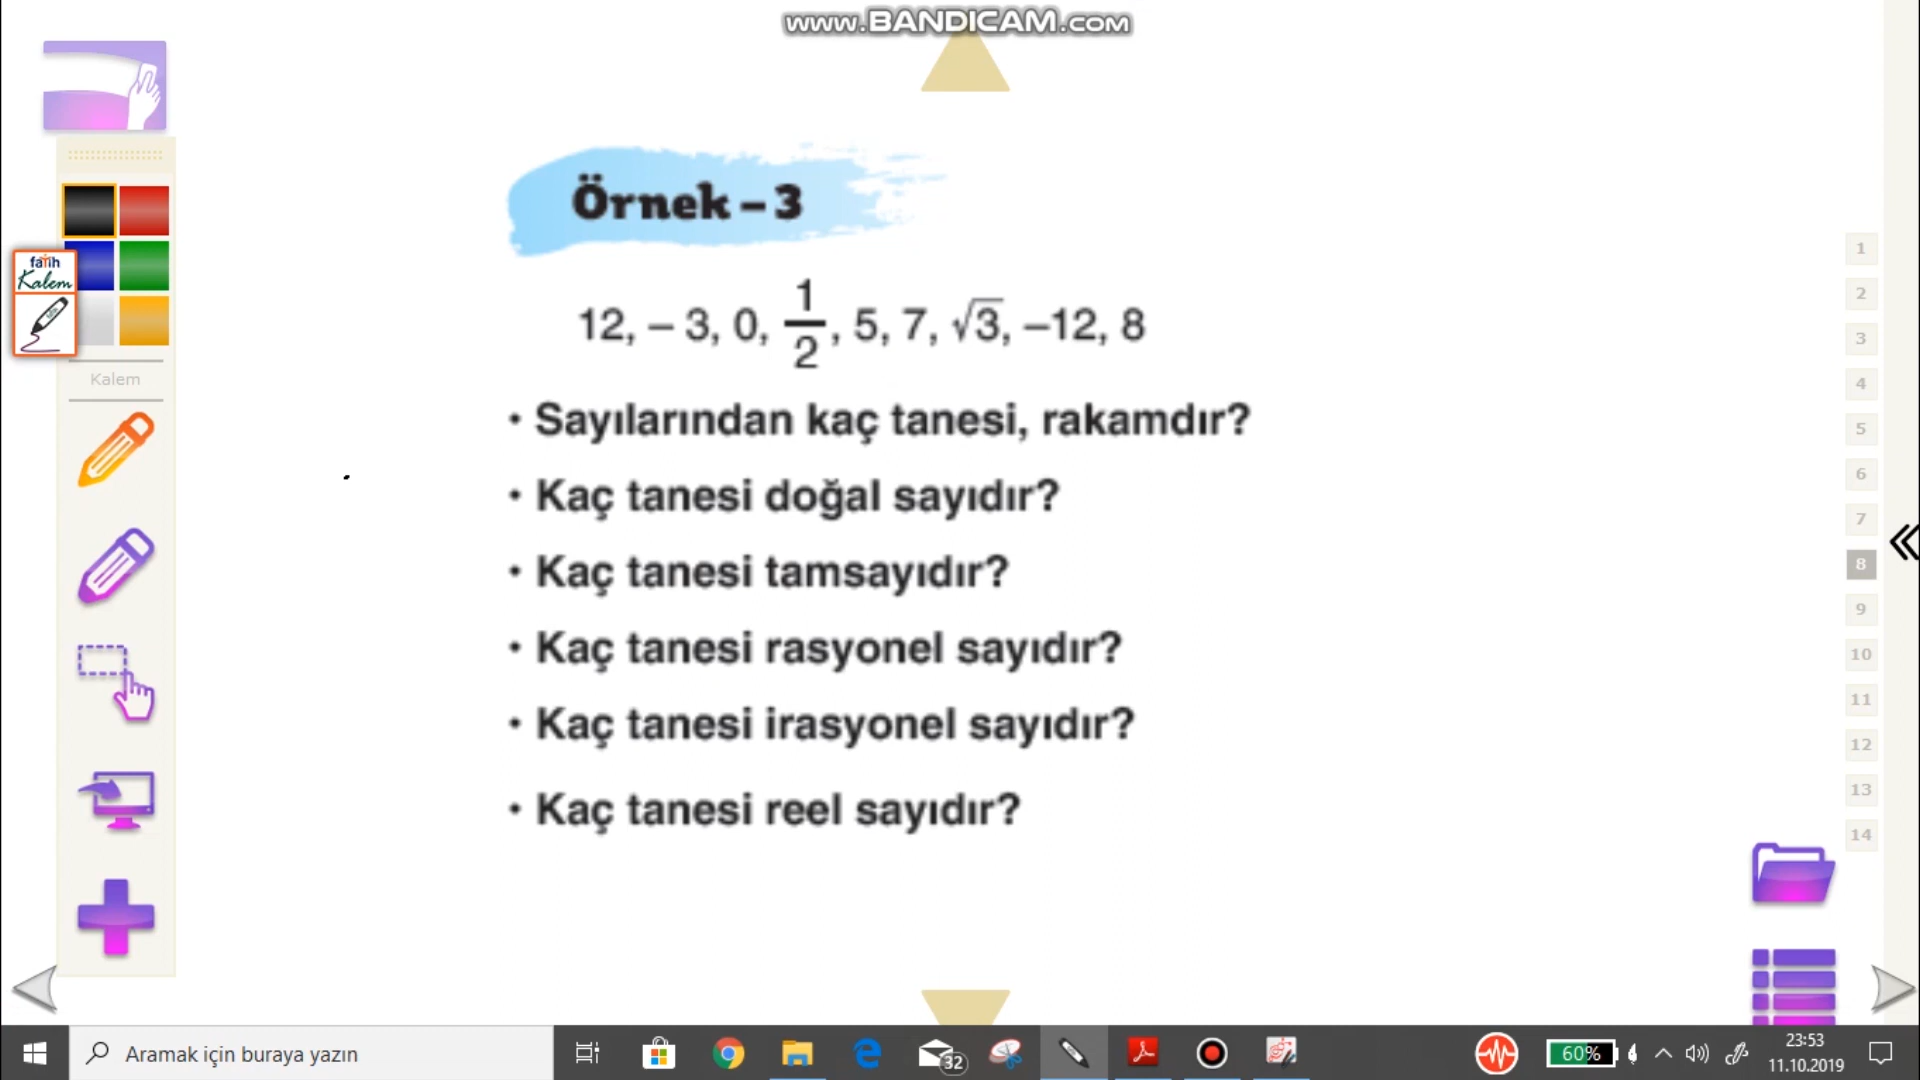 www.BANDICAM.com
Örnek – 3
12, – 3, 0, 1/2, 5, 7, √3, –12, 8
• Sayılarından kaç tanesi, rakamdır?
• Kaç tanesi doğal sayıdır?
• Kaç tanesi tamsayıdır?
• Kaç tanesi rasyonel sayıdır?
• Kaç tanesi irasyonel sayıdır?
• Kaç tanesi reel sayıdır?
fatih
Kalem
Kalem
1
2
3
4
5
6
7
8
9
10
11
12
13
14
Aramak için buraya yazın
32
60%
23:53
11.10.2019